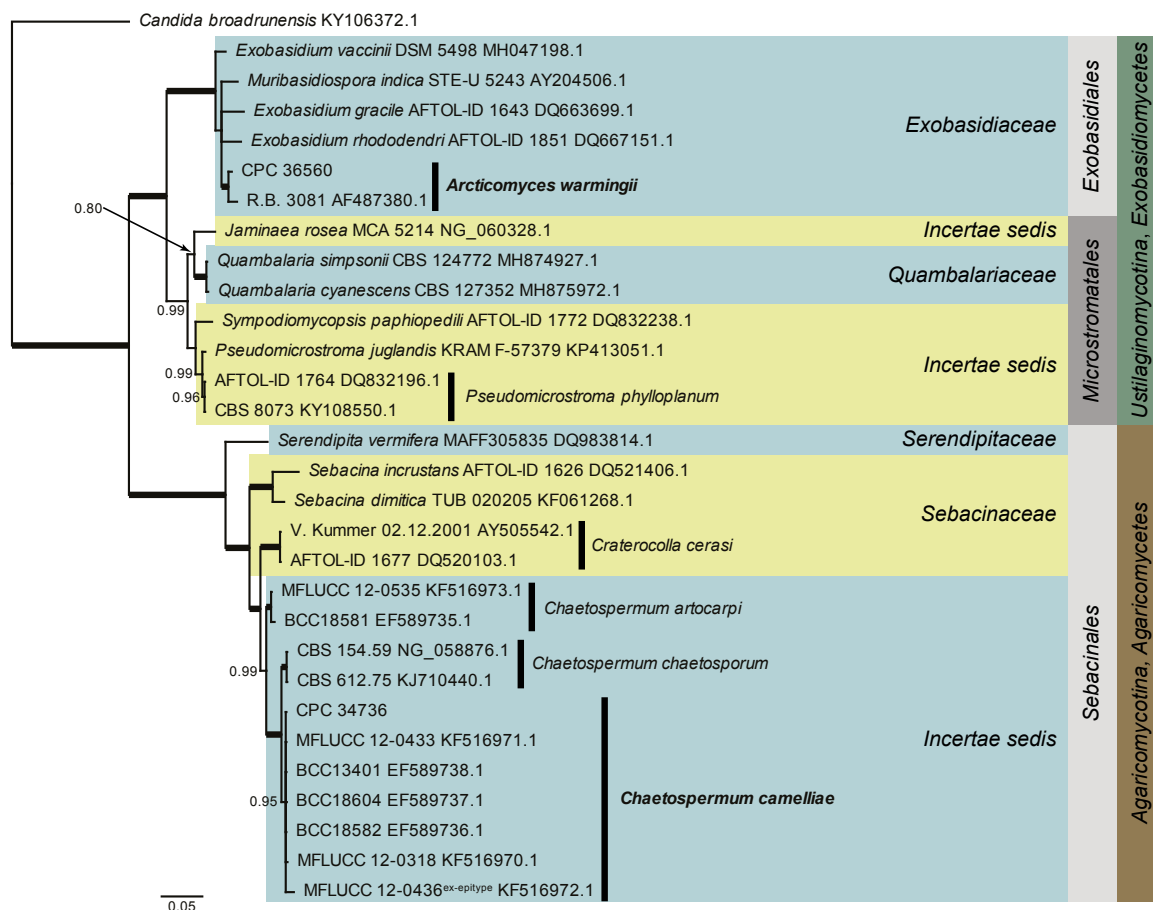 Candida broadrunensis KY106372.1
Exobasidium vaccinii DSM 5498 MH047198.1
Muribasidiospora indica STE-U 5243 AY204506.1
Exobasidium gracile AFTOL-ID 1643 DQ663699.1
Exobasidium rhododendri AFTOL-ID 1851 DQ667151.1
Exobasidiaceae
CPC 36560
R.B. 3081 AF487380.1
Arcticomyces warmingii
0.80
Jaminaea rosea MCA 5214 NG_060328.1
Incertae sedis
Quambalaria simpsonii CBS 124772 MH874927.1
Quambalaria cyanescens CBS 127352 MH875972.1
Quambalariaceae
0.99
Sympodiomycopsis paphiopedili AFTOL-ID 1772 DQ832238.1
Pseudomicrostroma juglandis KRAM F-57379 KP413051.1
Incertae sedis
0.99
AFTOL-ID 1764 DQ832196.1
0.96
CBS 8073 KY108550.1
Pseudomicrostroma phylloplanum
Serendipita vermifera MAFF305835 DQ983814.1
Serendipitaceae
Sebacina incrustans AFTOL-ID 1626 DQ521406.1
Sebacina dimitica TUB 020205 KF061268.1
Sebacinaceae
V. Kummer 02.12.2001 AY505542.1
AFTOL-ID 1677 DQ520103.1
Craterocolla cerasi
MFLUCC 12-0535 KF516973.1
BCC18581 EF589735.1
Chaetospermum artocarpi
0.99
CBS 154.59 NG_058876.1
CBS 612.75 KJ710440.1
Chaetospermum chaetosporum
CPC 34736
MFLUCC 12-0433 KF516971.1
Incertae sedis
BCC13401 EF589738.1
0.95
BCC18604 EF589737.1
Chaetospermum camelliae
BCC18582 EF589736.1
MFLUCC 12-0318 KF516970.1
MFLUCC 12-0436ex-epitype KF516972.1
0.05
Exobasidiales
Microstromatales
Sebacinales
Ustilaginomycotina, Exobasidiomycetes
Agaricomycotina, Agaricomycetes